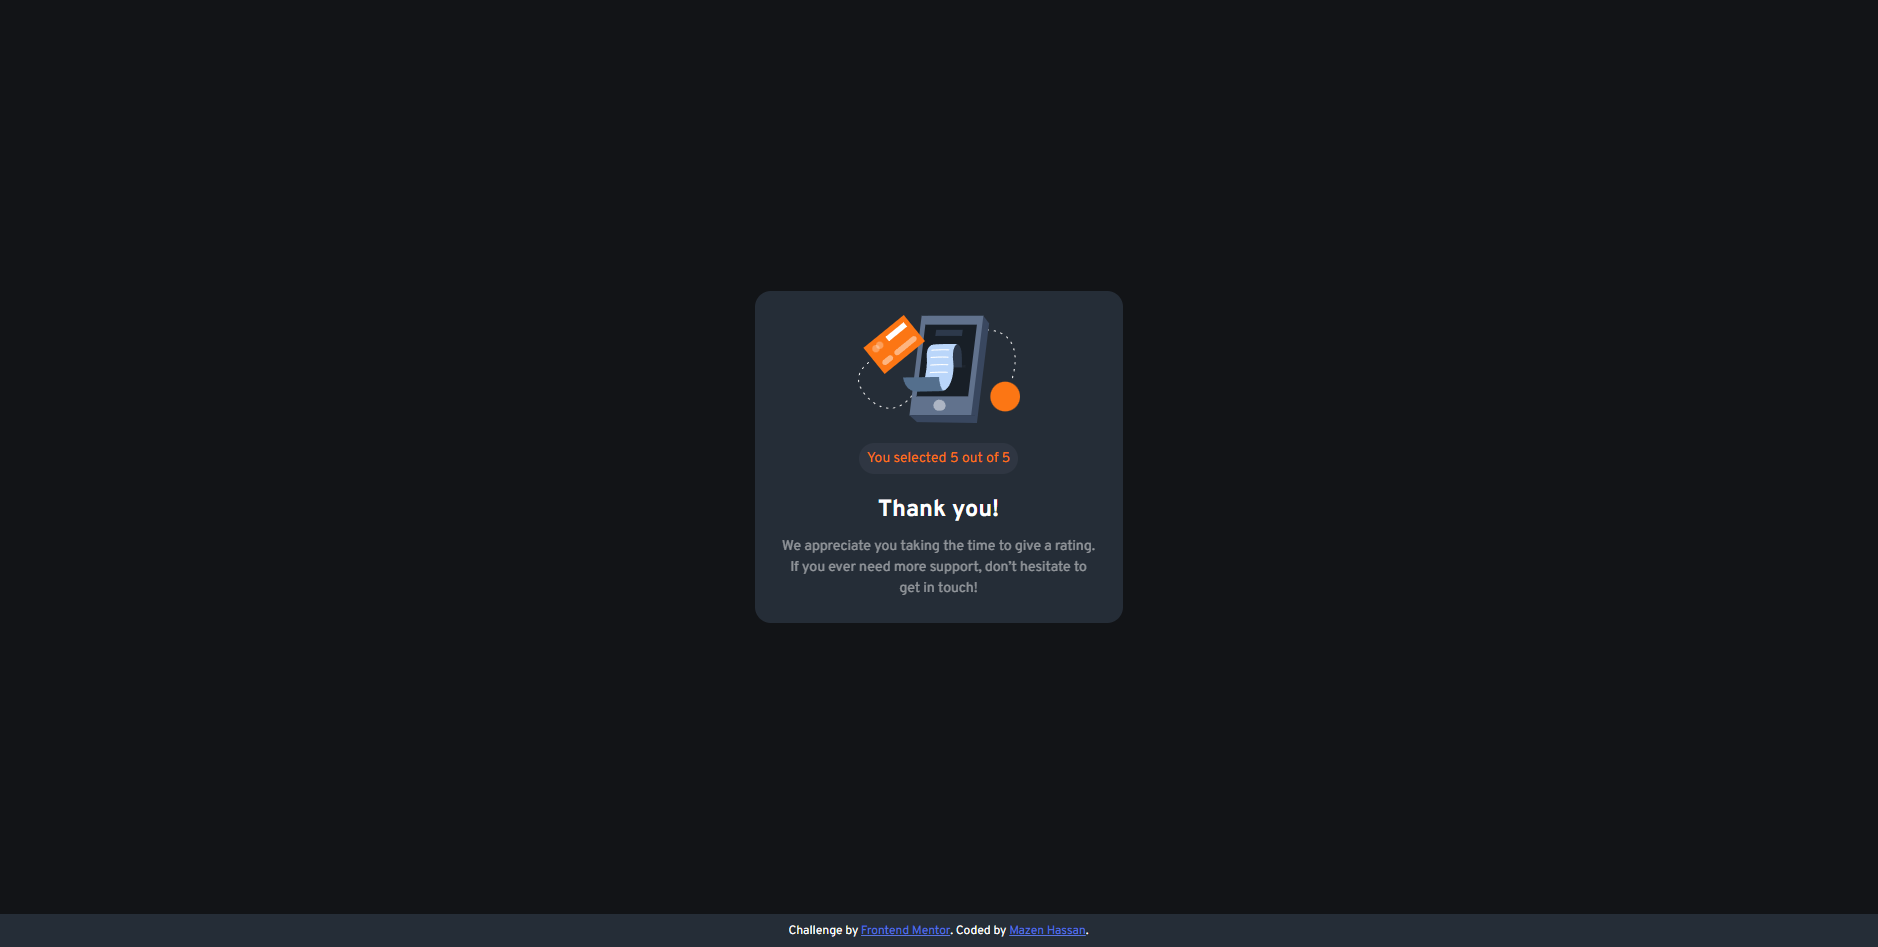 You selected 5 out of 5
Thank you!
We appreciate you taking the time to give a rating.
If you ever need more support, don't hesitate to
get in touch!
Challenge by Frontend Mentor. Coded by Mazen Hassan.